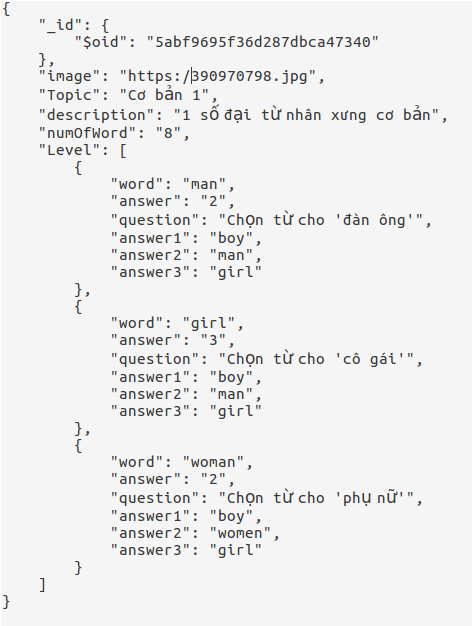 {
    "_id": {
        "$oid": "5abf9695f36d287dbca47340"
    },
    "image": "https:/390970798.jpg",
    "Topic": "Cơ bản 1",
    "description": "1 số đại từ nhân xưng cơ bản",
    "numOfWord": "8",
    "Level": [
        {
            "word": "man",
            "answer": "2",
            "question": "Chọn từ cho 'đàn ông'",
            "answer1": "boy",
            "answer2": "man",
            "answer3": "girl"
        },
        {
            "word": "girl",
            "answer": "3",
            "question": "Chọn từ cho 'cô gái'",
            "answer1": "boy",
            "answer2": "man",
            "answer3": "girl"
        },
        {
            "word": "woman",
            "answer": "2",
            "question": "Chọn từ cho 'phụ nữ'",
            "answer1": "boy",
            "answer2": "women",
            "answer3": "girl"
        }
    ]
}